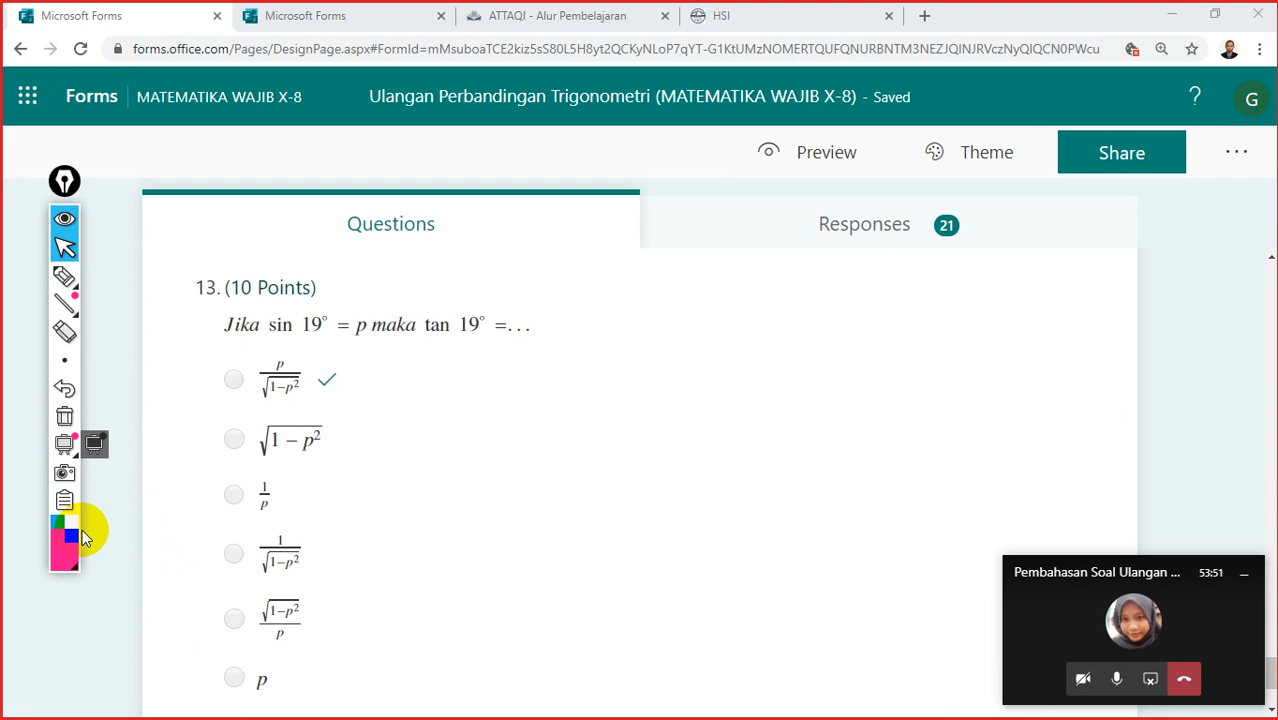 Microsoft Forms
Microsoft Forms
ATTAQI - Alur Pembelajaran
HSI
forms.office.com/Pages/DesignPage.aspx#FormId=mMsuboaTCE2kiz5sS80L5H8yt2QCKyNLoP7qYT-G1KtUMzNOMERTQUFQNURBNTM3NEZJQlNJRVczNyQlQCN0PWcu
Forms
MATEMATIKA WAJIB X-8
Ulangan Perbandingan Trigonometri (MATEMATIKA WAJIB X-8) - Saved
?
G
Preview
Theme
Share
...
Questions
Responses 21
13. (10 Points)
Jika sin 19° = p maka tan 19° =...
p/√(1−p²)
√(1 − p²)
1/p
1/√(1−p²)
√(1−p²)/p
p
Pembahasan Soal Ulangan ... 53:51